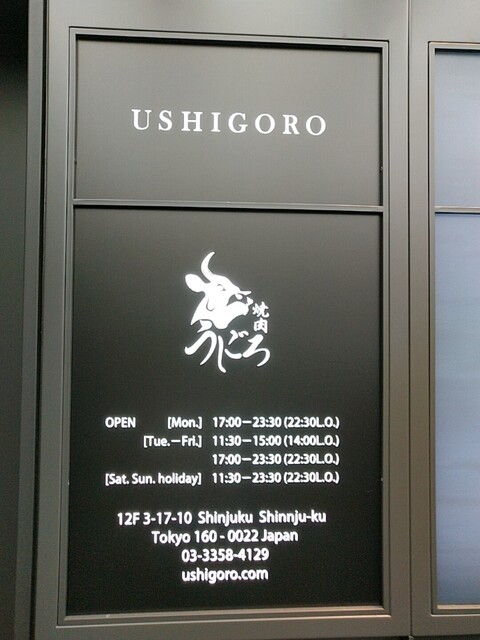 USHIGORO
焼肉
うしごろ
OPEN [Mon.] 17:00－23:30 (22:30L.O.)
[Tue.－Fri.] 11:30－15:00 (14:00L.O.)
17:00－23:30 (22:30L.O.)
[Sat. Sun. holiday] 11:30－23:30 (22:30L.O.)
12F 3-17-10 Shinjuku Shinnju-ku
Tokyo 160 - 0022 Japan
03-3358-4129
ushigoro.com